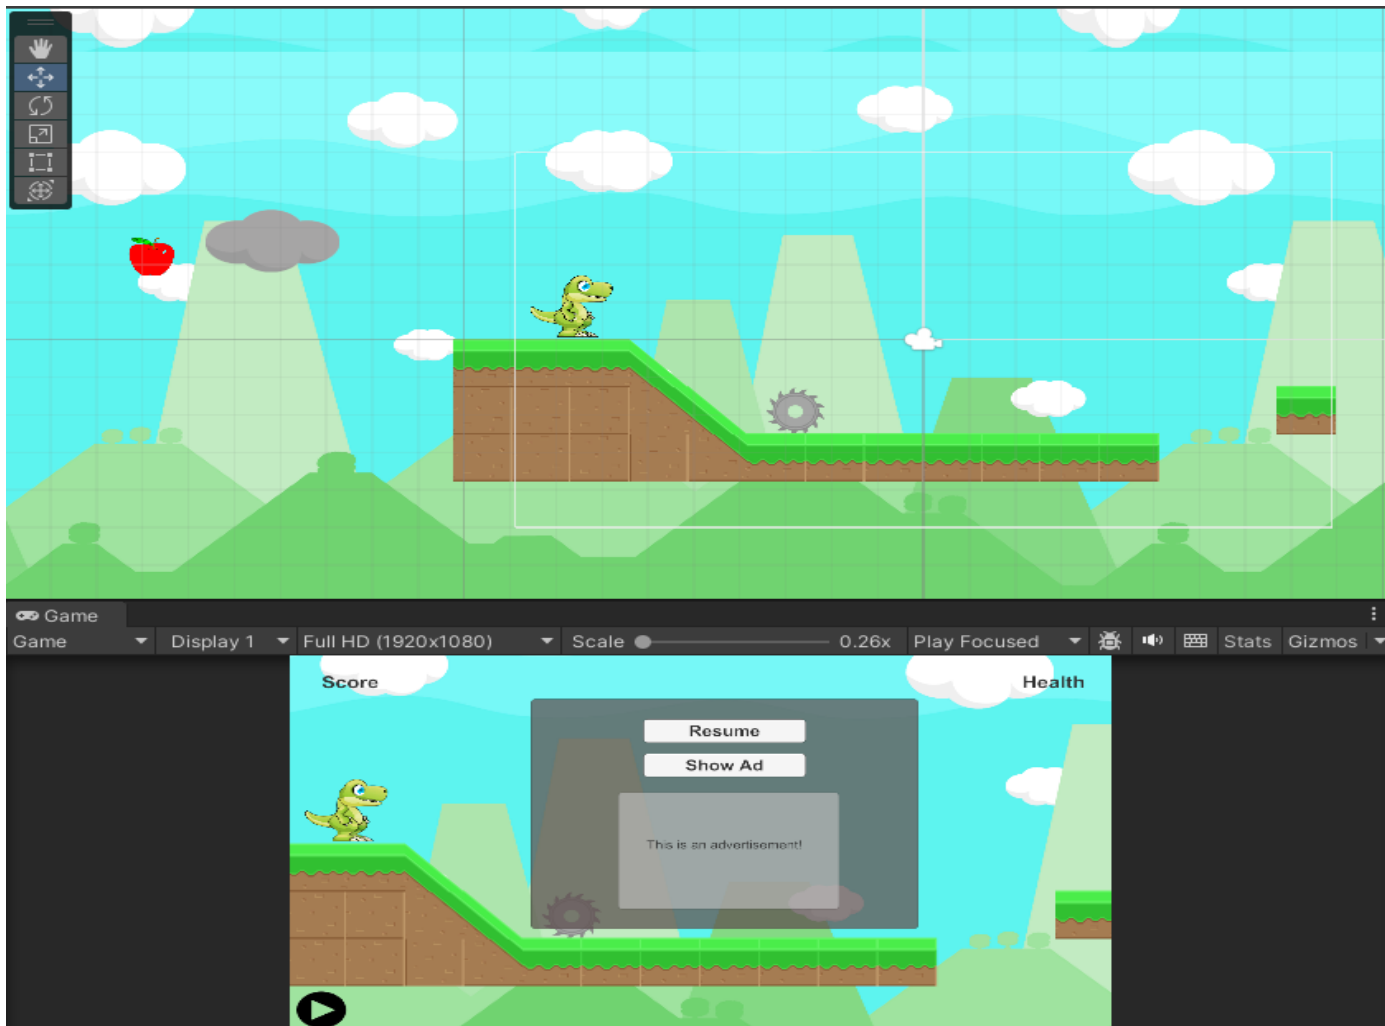 Game
Game Display 1 Full HD (1920x1080) Scale 0.26x Play Focused Stats Gizmos
Score Health
Resume
Show Ad
This is an advertisement!